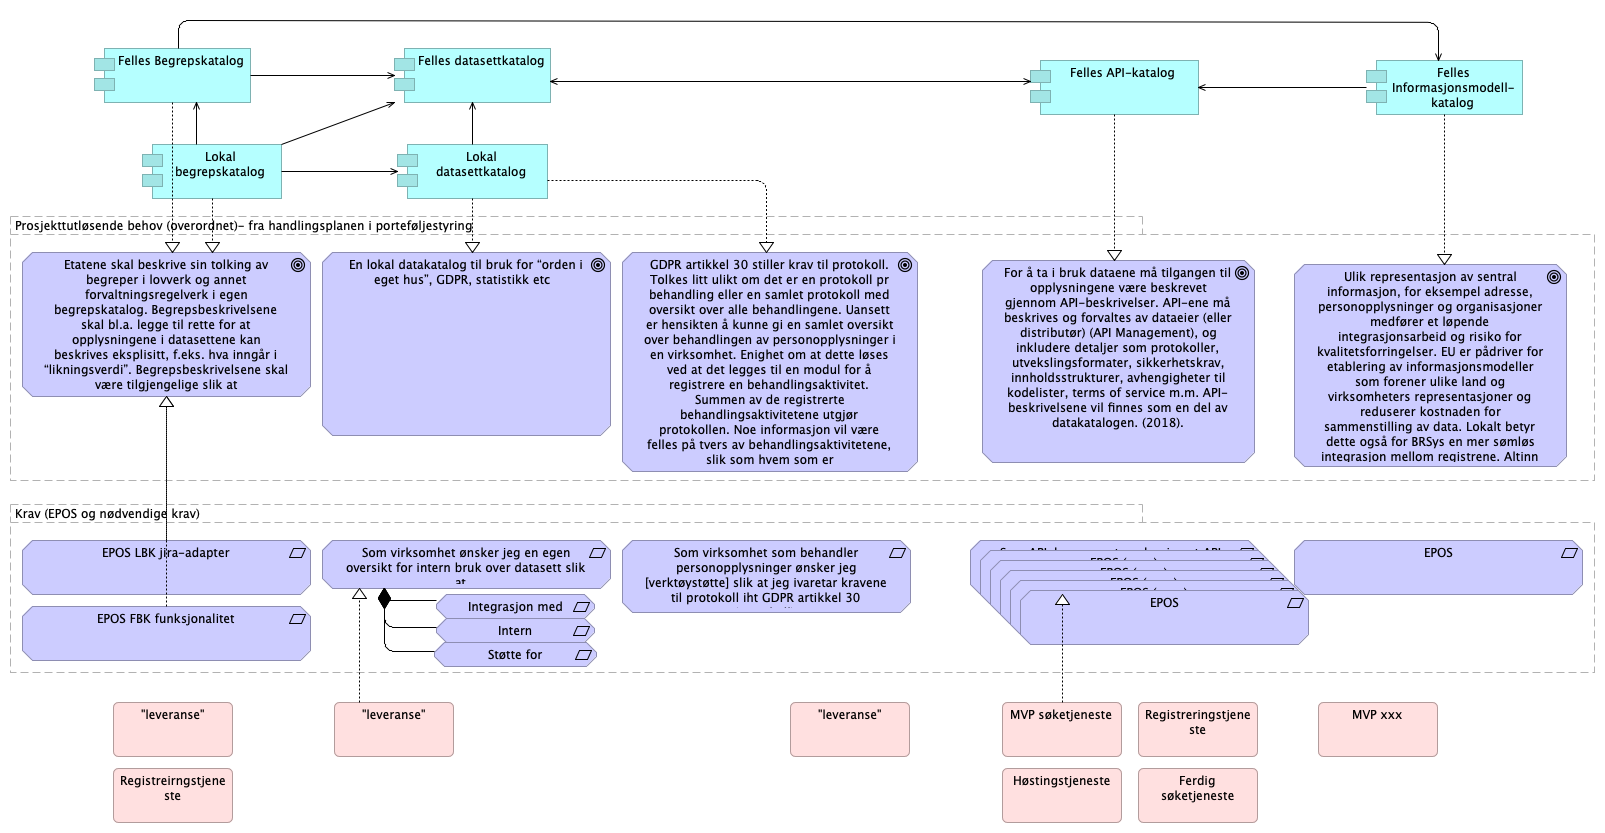 Felles Begrepskatalog
Felles datasettkatalog
Felles API-katalog
Felles
Informasjonsmodell-
katalog
Lokal
begrepskatalog
Lokal
datasettkatalog
Prosjekttutløsende behov (overordnet)- fra handlingsplanen i porteføljestyring
Etatene skal beskrive sin tolking av
begreper i lovverk og annet
forvaltningsregelverk i egen
begrepskatalog. Begrepsbeskrivelsene
skal bl.a. legge til rette for at
opplysningene i datasettene kan
beskrives eksplisitt, f.eks. hva inngår i
“likningsverdi”. Begrepsbeskrivelsene skal
være tilgjengelige slik at
En lokal datakatalog til bruk for “orden i
eget hus”, GDPR, statistikk etc
GDPR artikkel 30 stiller krav til protokoll.
Tolkes litt ulikt om det er en protokoll pr
behandling eller en samlet protokoll med
oversikt over alle behandlingene. Uansett
er hensikten å kunne gi en samlet oversikt
over behandlingen av personopplysninger i
en virksomhet. Enighet om at dette løses
ved at det legges til en modul for å
registrere en behandlingsaktivitet.
Summen av de registrerte
behandlingsaktivitetene utgjør
protokollen. Noe informasjon vil være
felles på tvers av behandlingsaktivitetene,
slik som hvem som er
For å ta i bruk dataene må tilgangen til
opplysningene være beskrevet
gjennom API-beskrivelser. API-ene må
beskrives og forvaltes av dataeier (eller
distributør) (API Management), og
inkludere detaljer som protokoller,
utvekslingsformater, sikkerhetskrav,
innholdsstrukturer, avhengigheter til
kodelister, terms of service m.m. API-
beskrivelsene vil finnes som en del av
datakatalogen. (2018).
Ulik representasjon av sentral
informasjon, for eksempel adresse,
personopplysninger og organisasjoner
medfører et løpende
integrasjonsarbeid og risiko for
kvalitetsforringelser. EU er pådriver for
etablering av informasjonsmodeller
som forener ulike land og
virksomheters representasjoner og
reduserer kostnaden for
sammenstilling av data. Lokalt betyr
dette også for BRSys en mer sømløs
integrasjon mellom registrene. Altinn
Krav (EPOS og nødvendige krav)
EPOS LBK jira-adapter
EPOS FBK funksjonalitet
Som virksomhet ønsker jeg en egen
oversikt for intern bruk over datasett slik
at
Integrasjon med
Intern
Støtte for
Som virksomhet som behandler
personopplysninger ønsker jeg
[verktøystøtte] slik at jeg ivaretar kravene
til protokoll iht GDPR artikkel 30
EPOS
EPOS
"leveranse"
"leveranse"
"leveranse"
MVP søketjeneste
Registreringstjene
ste
MVP xxx
Registreirngstjene
ste
Høstingstjeneste
Ferdig
søketjeneste